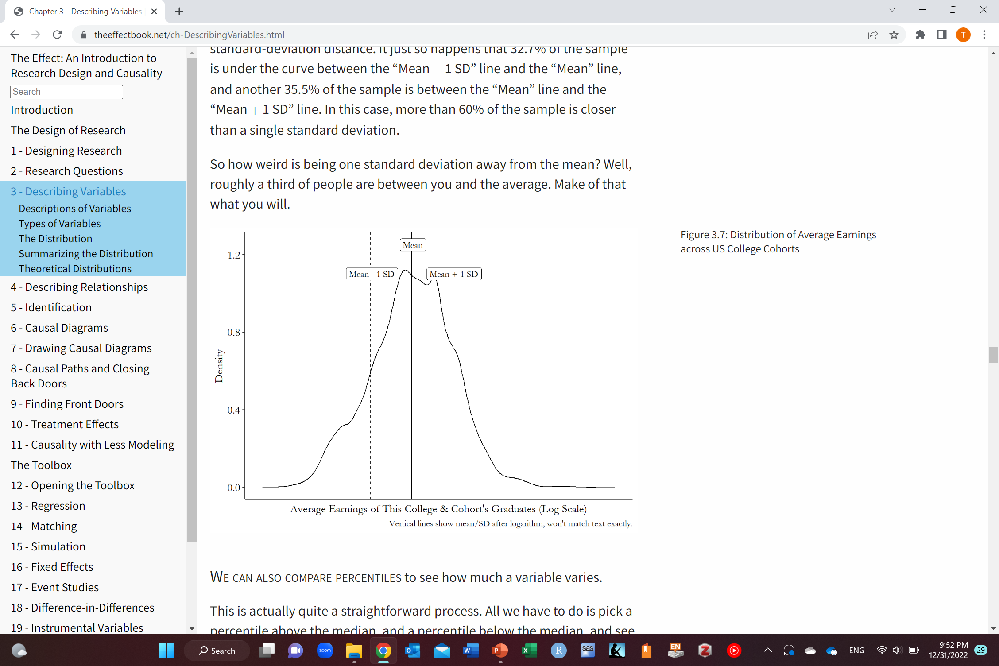 Chapter 3 - Describing Variables
theeffectbook.net/ch-DescribingVariables.html
T
The Effect: An Introduction to
Research Design and Causality
Search
Introduction
The Design of Research
1 - Designing Research
2 - Research Questions
3 - Describing Variables
Descriptions of Variables
Types of Variables
The Distribution
Summarizing the Distribution
Theoretical Distributions
4 - Describing Relationships
5 - Identification
6 - Causal Diagrams
7 - Drawing Causal Diagrams
8 - Causal Paths and Closing
Back Doors
9 - Finding Front Doors
10 - Treatment Effects
11 - Causality with Less Modeling
The Toolbox
12 - Opening the Toolbox
13 - Regression
14 - Matching
15 - Simulation
16 - Fixed Effects
17 - Event Studies
18 - Difference-in-Differences
19 - Instrumental Variables
standard-deviation distance. It just so happens that 32.7% of the sample
is under the curve between the “Mean – 1 SD” line and the “Mean” line,
and another 35.5% of the sample is between the “Mean” line and the
“Mean + 1 SD” line. In this case, more than 60% of the sample is closer
than a single standard deviation.
So how weird is being one standard deviation away from the mean? Well,
roughly a third of people are between you and the average. Make of that
what you will.
Mean
Mean - 1 SD
Mean + 1 SD
1.2
0.8
0.4
0.0
Density
Average Earnings of This College & Cohort's Graduates (Log Scale)
Vertical lines show mean/SD after logarithm; won't match text exactly.
Figure 3.7: Distribution of Average Earnings
across US College Cohorts
WE CAN ALSO COMPARE PERCENTILES to see how much a variable varies.
This is actually quite a straightforward process. All we have to do is pick a
percentile above the median, and a percentile below the median, and see
Search
zoom
O
W
P
X
R
sas
EN
Z
ENG
9:52 PM
12/31/2022
29